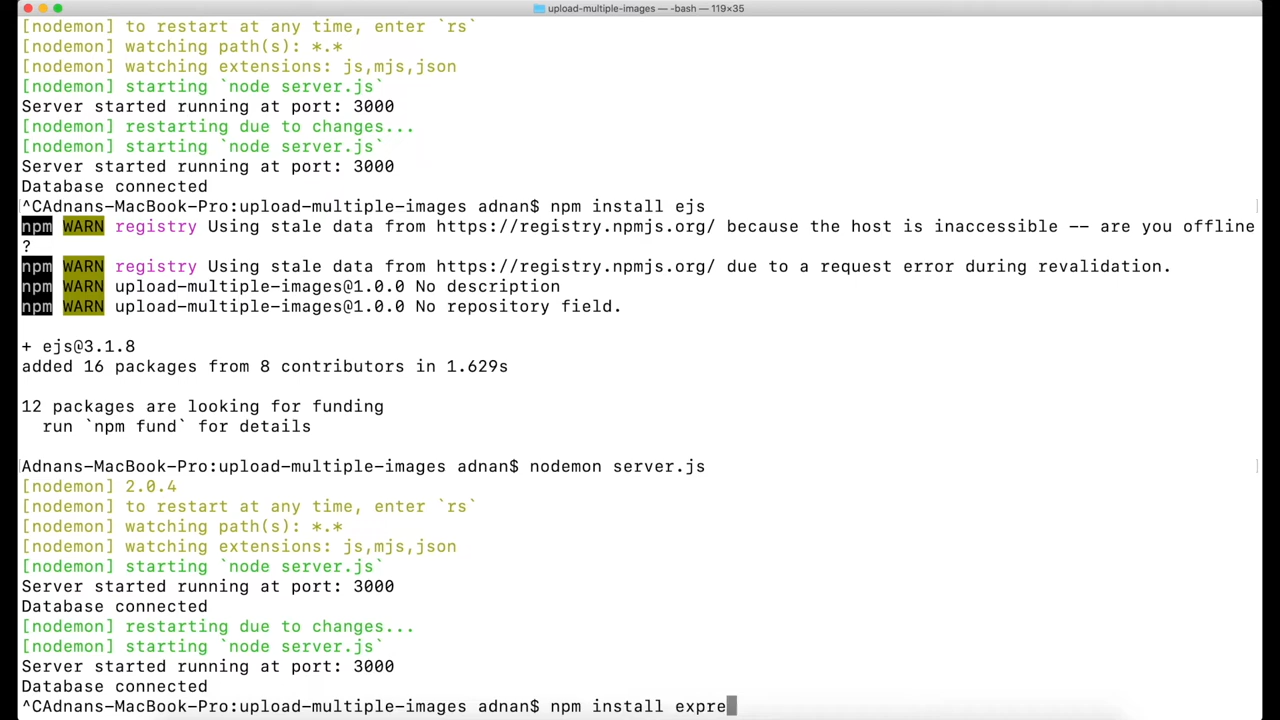 upload-multiple-images — -bash — 119×35
[nodemon] to restart at any time, enter `rs`
[nodemon] watching path(s): *.*
[nodemon] watching extensions: js,mjs,json
[nodemon] starting `node server.js`
Server started running at port: 3000
[nodemon] restarting due to changes...
[nodemon] starting `node server.js`
Server started running at port: 3000
Database connected
^CAdnans-MacBook-Pro:upload-multiple-images adnan$ npm install ejs
npm WARN registry Using stale data from https://registry.npmjs.org/ because the host is inaccessible -- are you offline
?
npm WARN registry Using stale data from https://registry.npmjs.org/ due to a request error during revalidation.
npm WARN upload-multiple-images@1.0.0 No description
npm WARN upload-multiple-images@1.0.0 No repository field.
+ ejs@3.1.8
added 16 packages from 8 contributors in 1.629s
12 packages are looking for funding
run `npm fund` for details
Adnans-MacBook-Pro:upload-multiple-images adnan$ nodemon server.js
[nodemon] 2.0.4
[nodemon] to restart at any time, enter `rs`
[nodemon] watching path(s): *.*
[nodemon] watching extensions: js,mjs,json
[nodemon] starting `node server.js`
Server started running at port: 3000
Database connected
[nodemon] restarting due to changes...
[nodemon] starting `node server.js`
Server started running at port: 3000
Database connected
^CAdnans-MacBook-Pro:upload-multiple-images adnan$ npm install expre